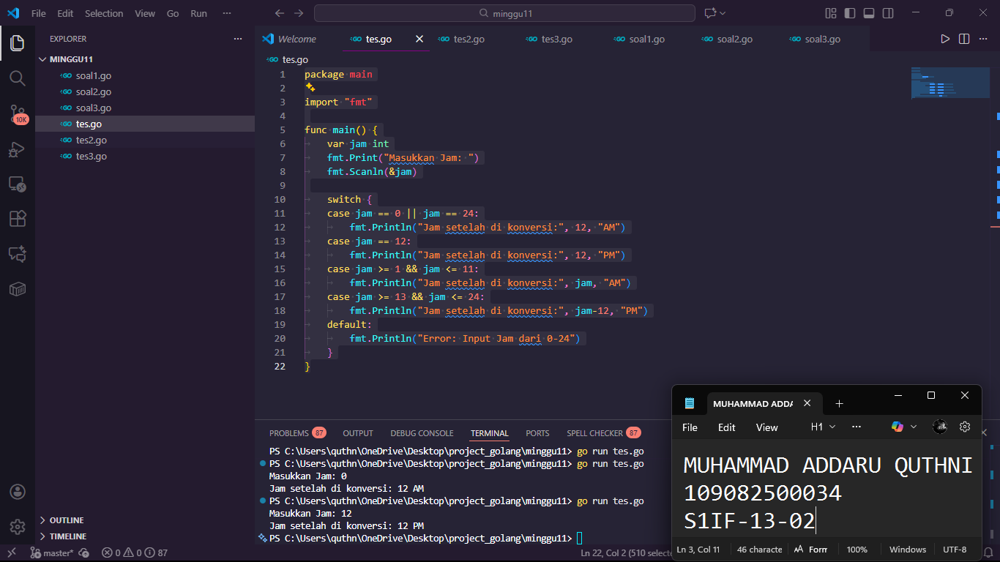 File Edit Selection View Go Run ··· minggu11
EXPLORER ···
MINGGU11
soal1.go
soal2.go
soal3.go
tes.go
tes2.go
tes3.go
10K
OUTLINE
TIMELINE
Welcome tes.go tes2.go tes3.go soal1.go soal2.go soal3.go ···
tes.go
1 package main
2
3 import "fmt"
4
5 func main() {
6 var jam int
7 fmt.Print("Masukkan Jam: ")
8 fmt.Scanln(&jam)
9
10 switch {
11 case jam == 0 || jam == 24:
12 fmt.Println("Jam setelah di konversi:", 12, "AM")
13 case jam == 12:
14 fmt.Println("Jam setelah di konversi:", 12, "PM")
15 case jam >= 1 && jam <= 11:
16 fmt.Println("Jam setelah di konversi:", jam, "AM")
17 case jam >= 13 && jam <= 24:
18 fmt.Println("Jam setelah di konversi:", jam-12, "PM")
19 default:
20 fmt.Println("Error: Input Jam dari 0-24")
21 }
22 }
PROBLEMS 87 OUTPUT DEBUG CONSOLE TERMINAL PORTS SPELL CHECKER 87
PS C:\Users\quthn\OneDrive\Desktop\project_golang\minggu11> go run tes.go
PS C:\Users\quthn\OneDrive\Desktop\project_golang\minggu11> go run tes.go
Masukkan Jam: 0
Jam setelah di konversi: 12 AM
PS C:\Users\quthn\OneDrive\Desktop\project_golang\minggu11> go run tes.go
Masukkan Jam: 12
Jam setelah di konversi: 12 PM
PS C:\Users\quthn\OneDrive\Desktop\project_golang\minggu11>
MUHAMMAD ADDA
File Edit View H1 ···
MUHAMMAD ADDARU QUTHNI
109082500034
S1IF-13-02
Ln 3, Col 11 46 characte Form 100% Windows UTF-8
master* 0 0 87 Ln 22, Col 2 (510 selecte